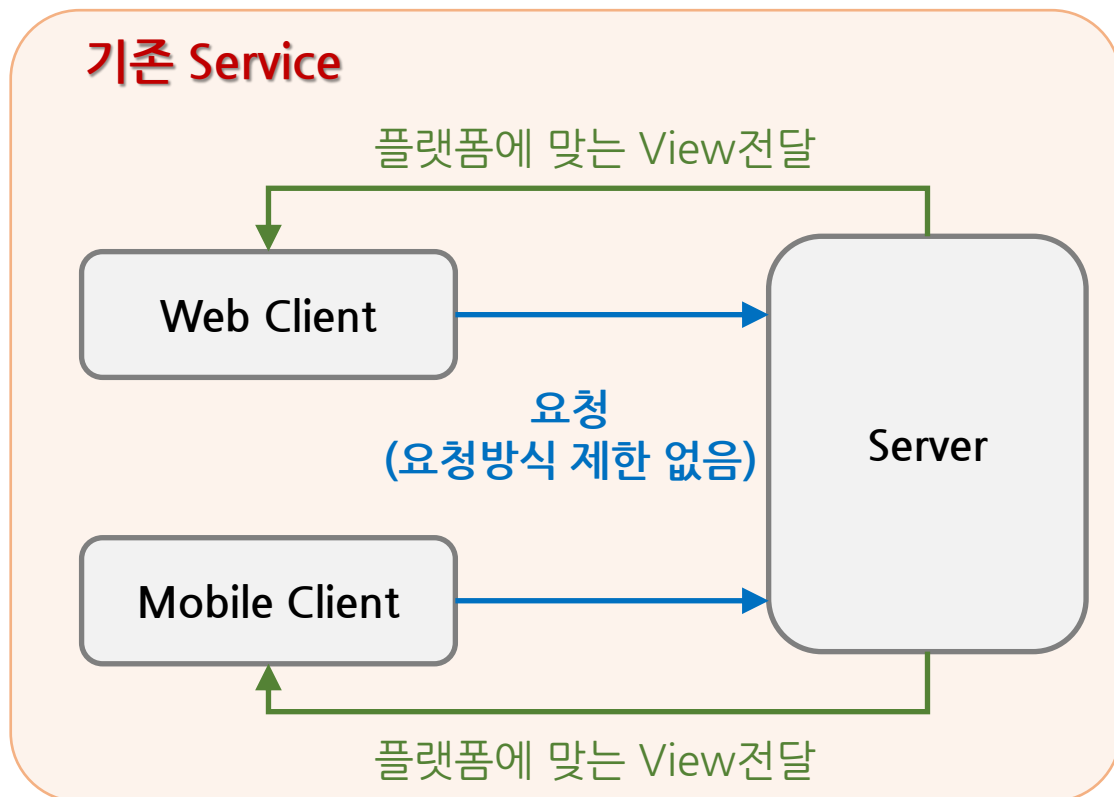 기존 Service
플랫폼에 맞는 View전달
Web Client
요청
(요청방식 제한 없음)
Server
Mobile Client
플랫폼에 맞는 View전달